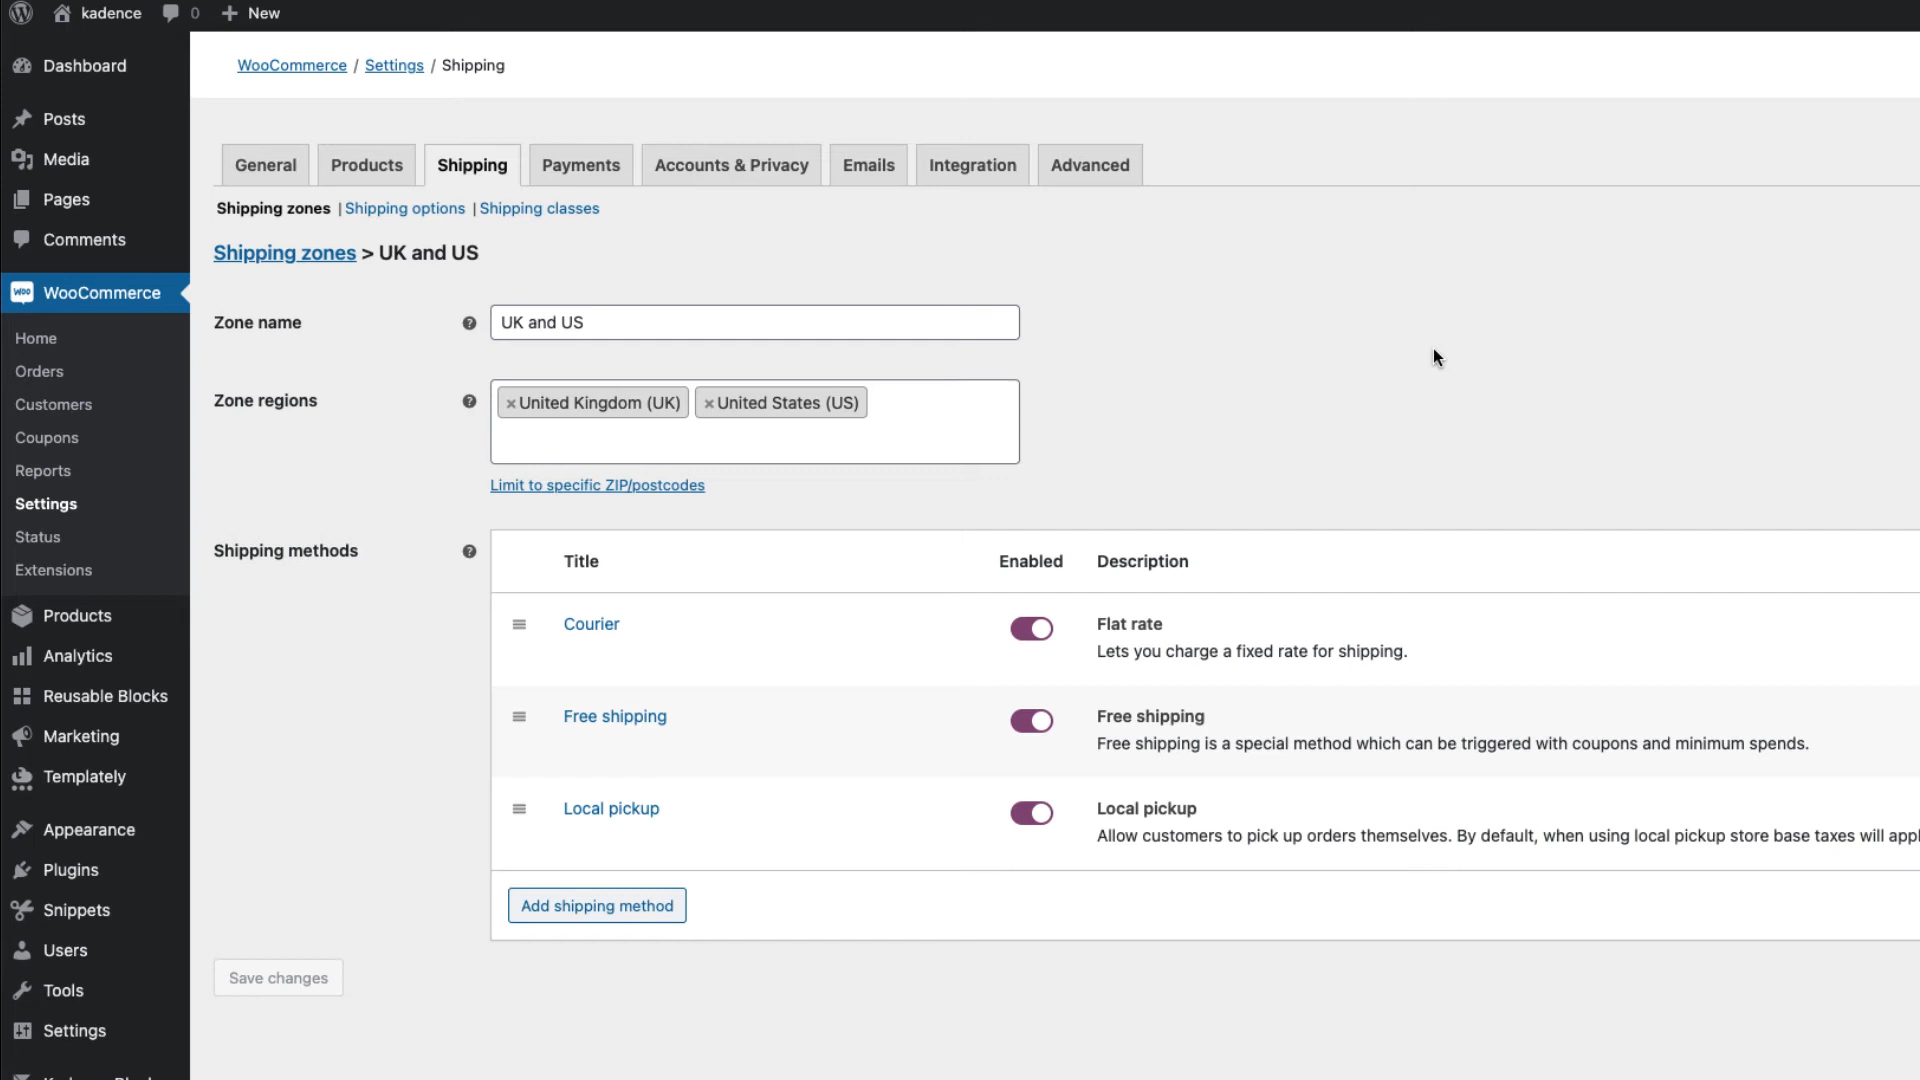 kadence 0 + New
Dashboard
Posts
Media
Pages
Comments
WooCommerce
Home
Orders
Customers
Coupons
Reports
Settings
Status
Extensions
Products
Analytics
Reusable Blocks
Marketing
Templately
Appearance
Plugins
Snippets
Users
Tools
Settings
WooCommerce / Settings / Shipping
General Products Shipping Payments Accounts & Privacy Emails Integration Advanced
Shipping zones | Shipping options | Shipping classes
Shipping zones > UK and US
Zone name ? UK and US
Zone regions ? ×United Kingdom (UK) ×United States (US)
Limit to specific ZIP/postcodes
Shipping methods ? Title Enabled Description
Courier Flat rate
Lets you charge a fixed rate for shipping.
Free shipping Free shipping
Free shipping is a special method which can be triggered with coupons and minimum spends.
Local pickup Local pickup
Allow customers to pick up orders themselves. By default, when using local pickup store base taxes will appl
Add shipping method
Save changes